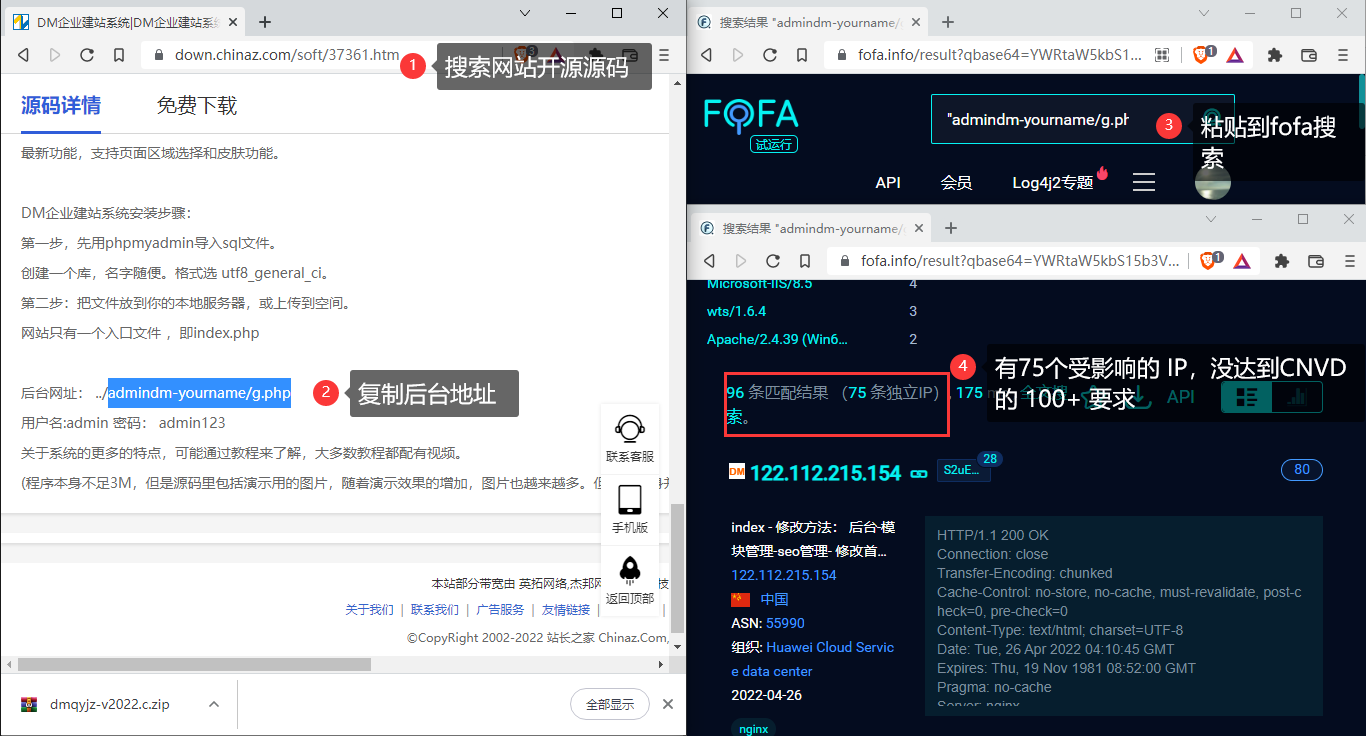 DM企业建站系统|DM企业建站系统
down.chinaz.com/soft/37361.htm
3
1
搜索网站开源源码
源码详情
免费下载
最新功能，支持页面区域选择和皮肤功能。
DM企业建站系统安装步骤：
第一步，先用phpmyadmin导入sql文件。
创建一个库，名字随便。格式选 utf8_general_ci。
第二步：把文件放到你的本地服务器，或上传到空间。
网站只有一个入口文件 ，即index.php
后台网址： ../admindm-yourname/g.php
2
复制后台地址
用户名:admin 密码： admin123
关于系统的更多的特点，可能通过教程来了解，大多数教程都配有视频。
(程序本身不足3M，但是源码里包括演示用的图片，随着演示效果的增加，图片也越来越多。但
联系客服
手机版
返回顶部
本站部分带宽由 英拓网络,杰邦网
技
关于我们 | 联系我们 | 广告服务 | 友情链接 |
©CopyRight 2002-2022 站长之家 Chinaz.Com,
dmqyjz-v2022.c.zip
全部显示
搜索结果 "admindm-yourname/
fofa.info/result?qbase64=YWRtaW5kbS1...
1
FOFA
试运行
"admindm-yourname/g.ph
3
粘贴到fofa搜
索
API
会员
Log4j2专题
搜索结果 "admindm-yourname/
fofa.info/result?qbase64=YWRtaW5kbS15b3V...
1
Microsoft-IIS/8.5
4
wts/1.6.4
3
Apache/2.4.39 (Win6...
2
4
有75个受影响的 IP，没达到CNVD
的 100+ 要求
96 条匹配结果 （75 条独立IP）, 175 m
索。
API
DM
122.112.215.154
S2uE...
28
80
index - 修改方法： 后台-模
块管理-seo管理- 修改首...
122.112.215.154
中国
ASN: 55990
组织: Huawei Cloud Servic
e data center
2022-04-26
nginx
HTTP/1.1 200 OK
Connection: close
Transfer-Encoding: chunked
Cache-Control: no-store, no-cache, must-revalidate, post-c
heck=0, pre-check=0
Content-Type: text/html; charset=UTF-8
Date: Tue, 26 Apr 2022 04:10:45 GMT
Expires: Thu, 19 Nov 1981 08:52:00 GMT
Pragma: no-cache
Server: nginx